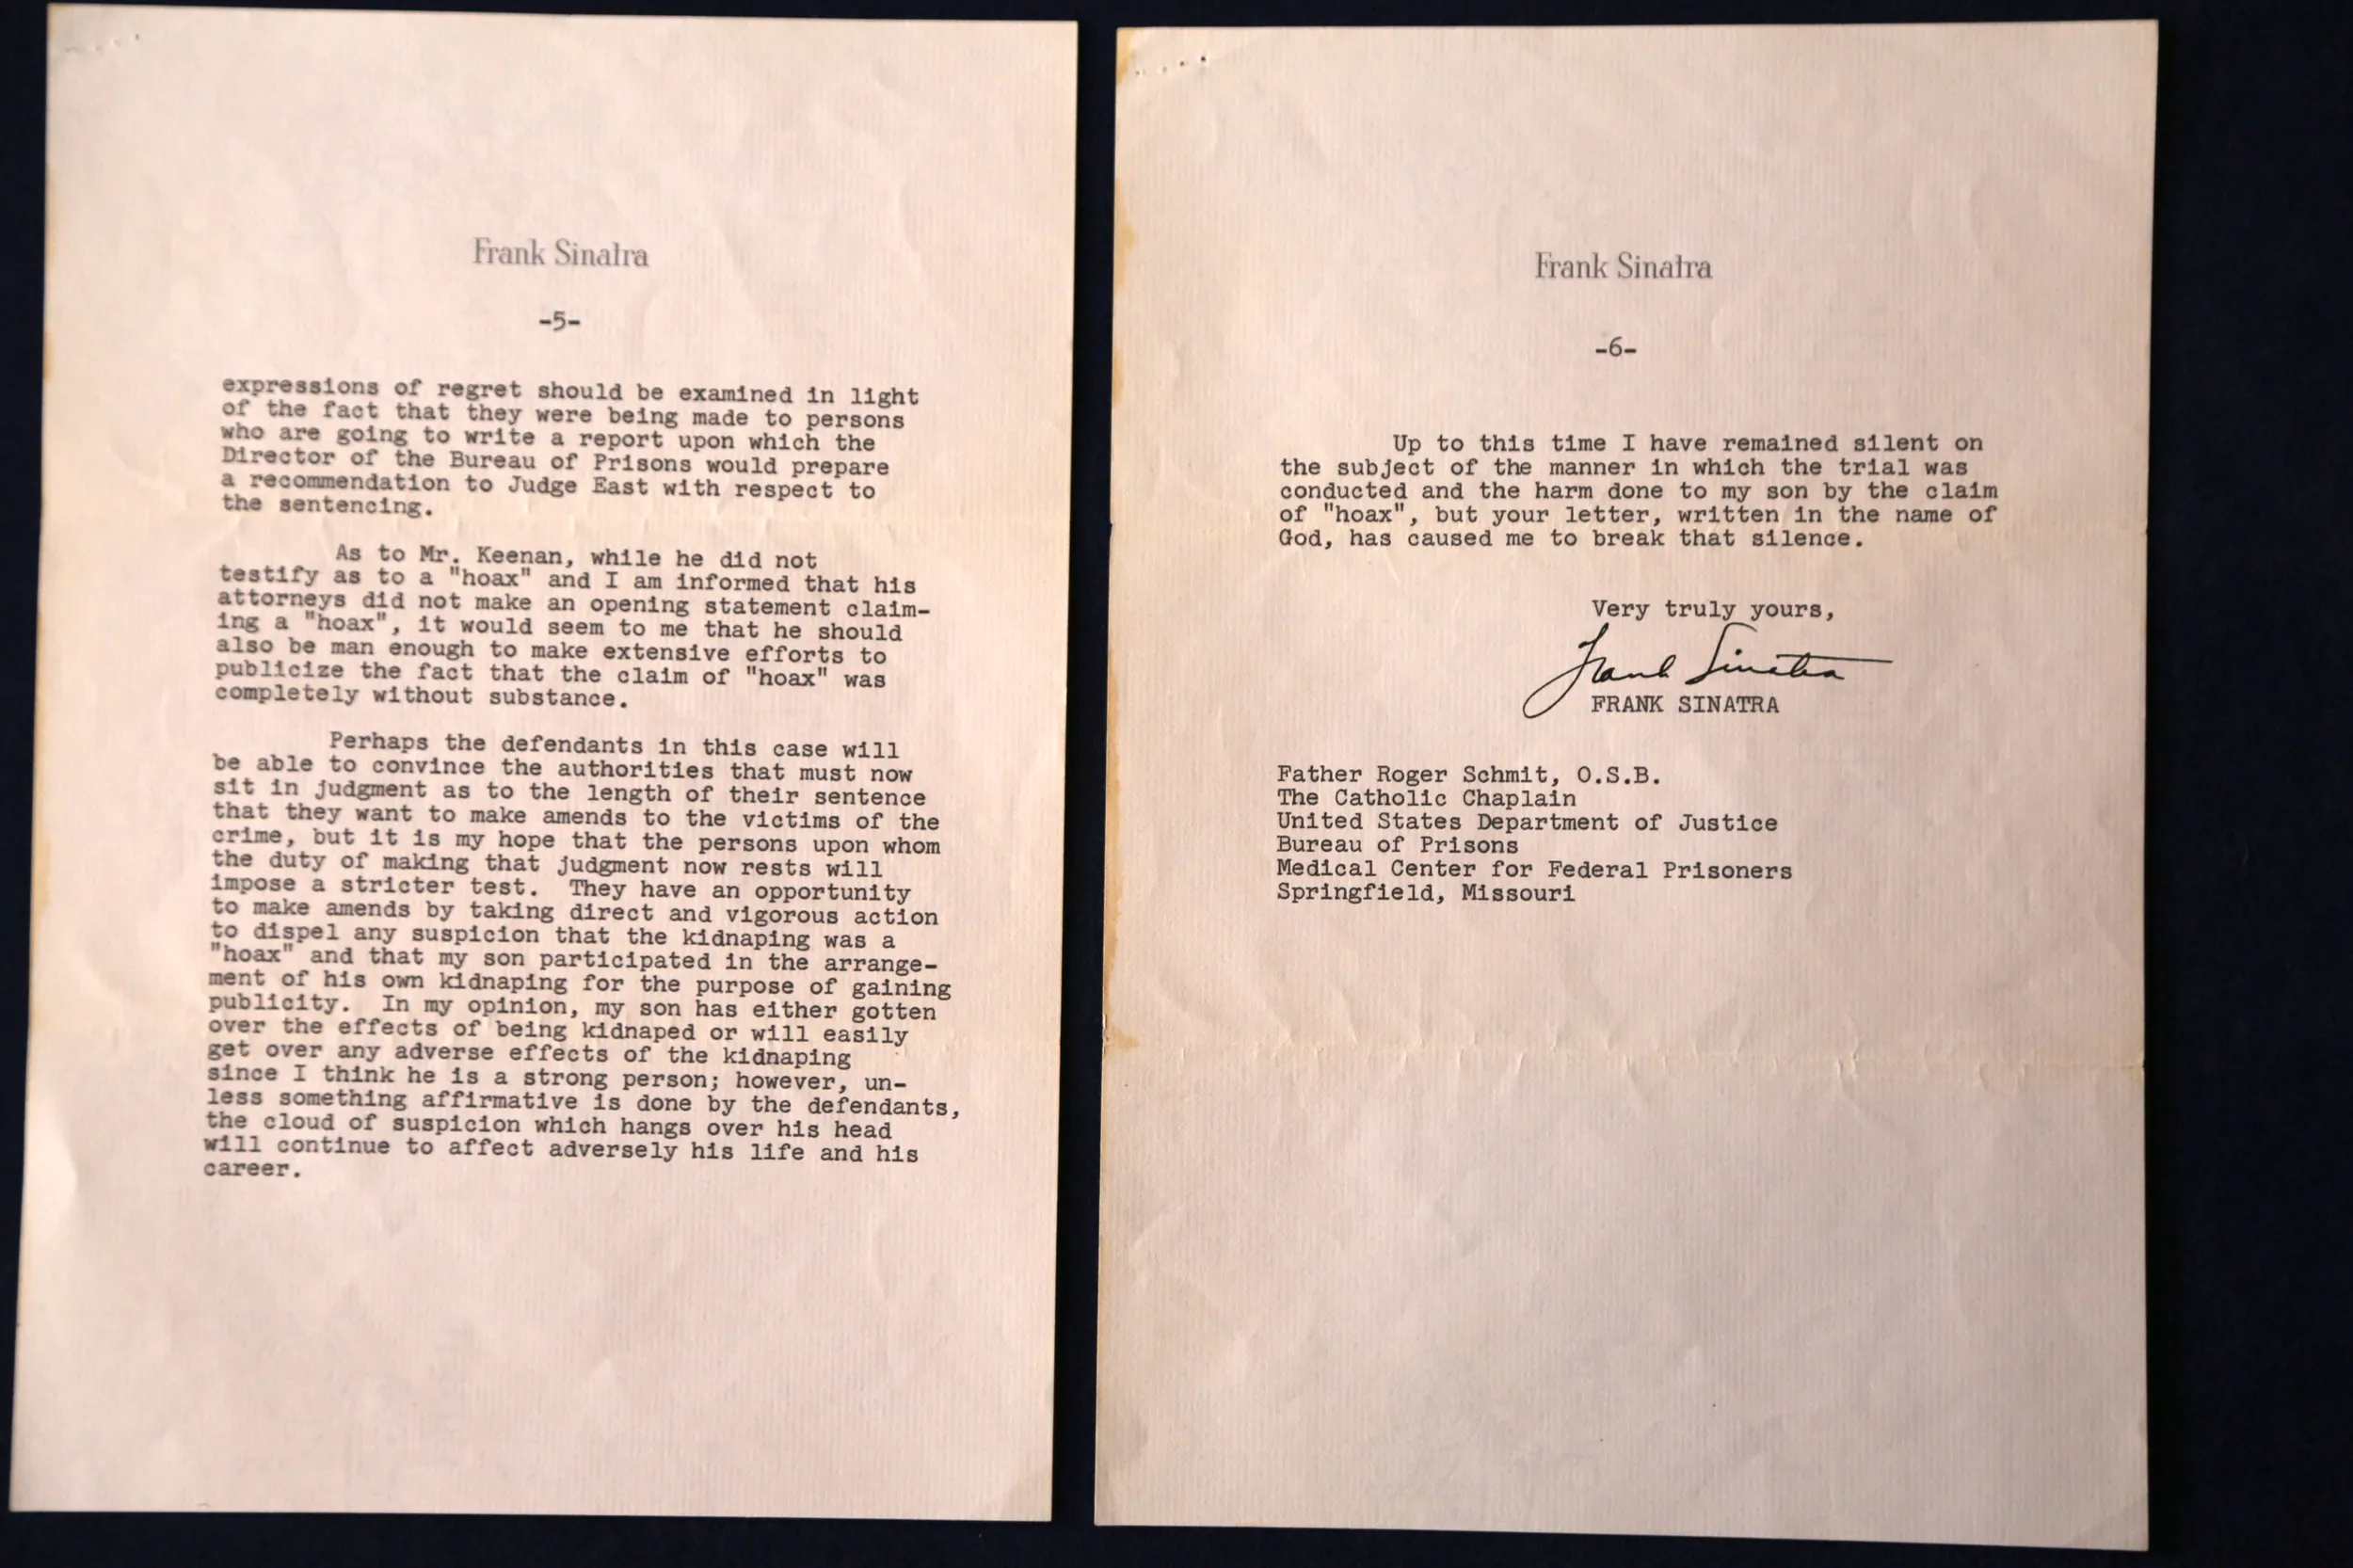 Frank Sinatra
-5-
expressions of regret should be examined in light
of the fact that they were being made to persons
who are going to write a report upon which the
Director of the Bureau of Prisons would prepare
a recommendation to Judge East with respect to
the sentencing.
As to Mr. Keenan, while he did not
testify as to a "hoax" and I am informed that his
attorneys did not make an opening statement claim-
ing a "hoax", it would seem to me that he should
also be man enough to make extensive efforts to
publicize the fact that the claim of "hoax" was
completely without substance.
Perhaps the defendants in this case will
be able to convince the authorities that must now
sit in judgment as to the length of their sentence
that they want to make amends to the victims of the
crime, but it is my hope that the persons upon whom
the duty of making that judgment now rests will
impose a stricter test. They have an opportunity
to make amends by taking direct and vigorous action
to dispel any suspicion that the kidnaping was a
"hoax" and that my son participated in the arrange-
ment of his own kidnaping for the purpose of gaining
publicity. In my opinion, my son has either gotten
over the effects of being kidnaped or will easily
get over any adverse effects of the kidnaping
since I think he is a strong person; however, un-
less something affirmative is done by the defendants,
the cloud of suspicion which hangs over his head
will continue to affect adversely his life and his
career.
Frank Sinatra
-6-
Up to this time I have remained silent on
the subject of the manner in which the trial was
conducted and the harm done to my son by the claim
of "hoax", but your letter, written in the name of
God, has caused me to break that silence.
Very truly yours,
Frank Sinatra
FRANK SINATRA
Father Roger Schmit, O.S.B.
The Catholic Chaplain
United States Department of Justice
Bureau of Prisons
Medical Center for Federal Prisoners
Springfield, Missouri